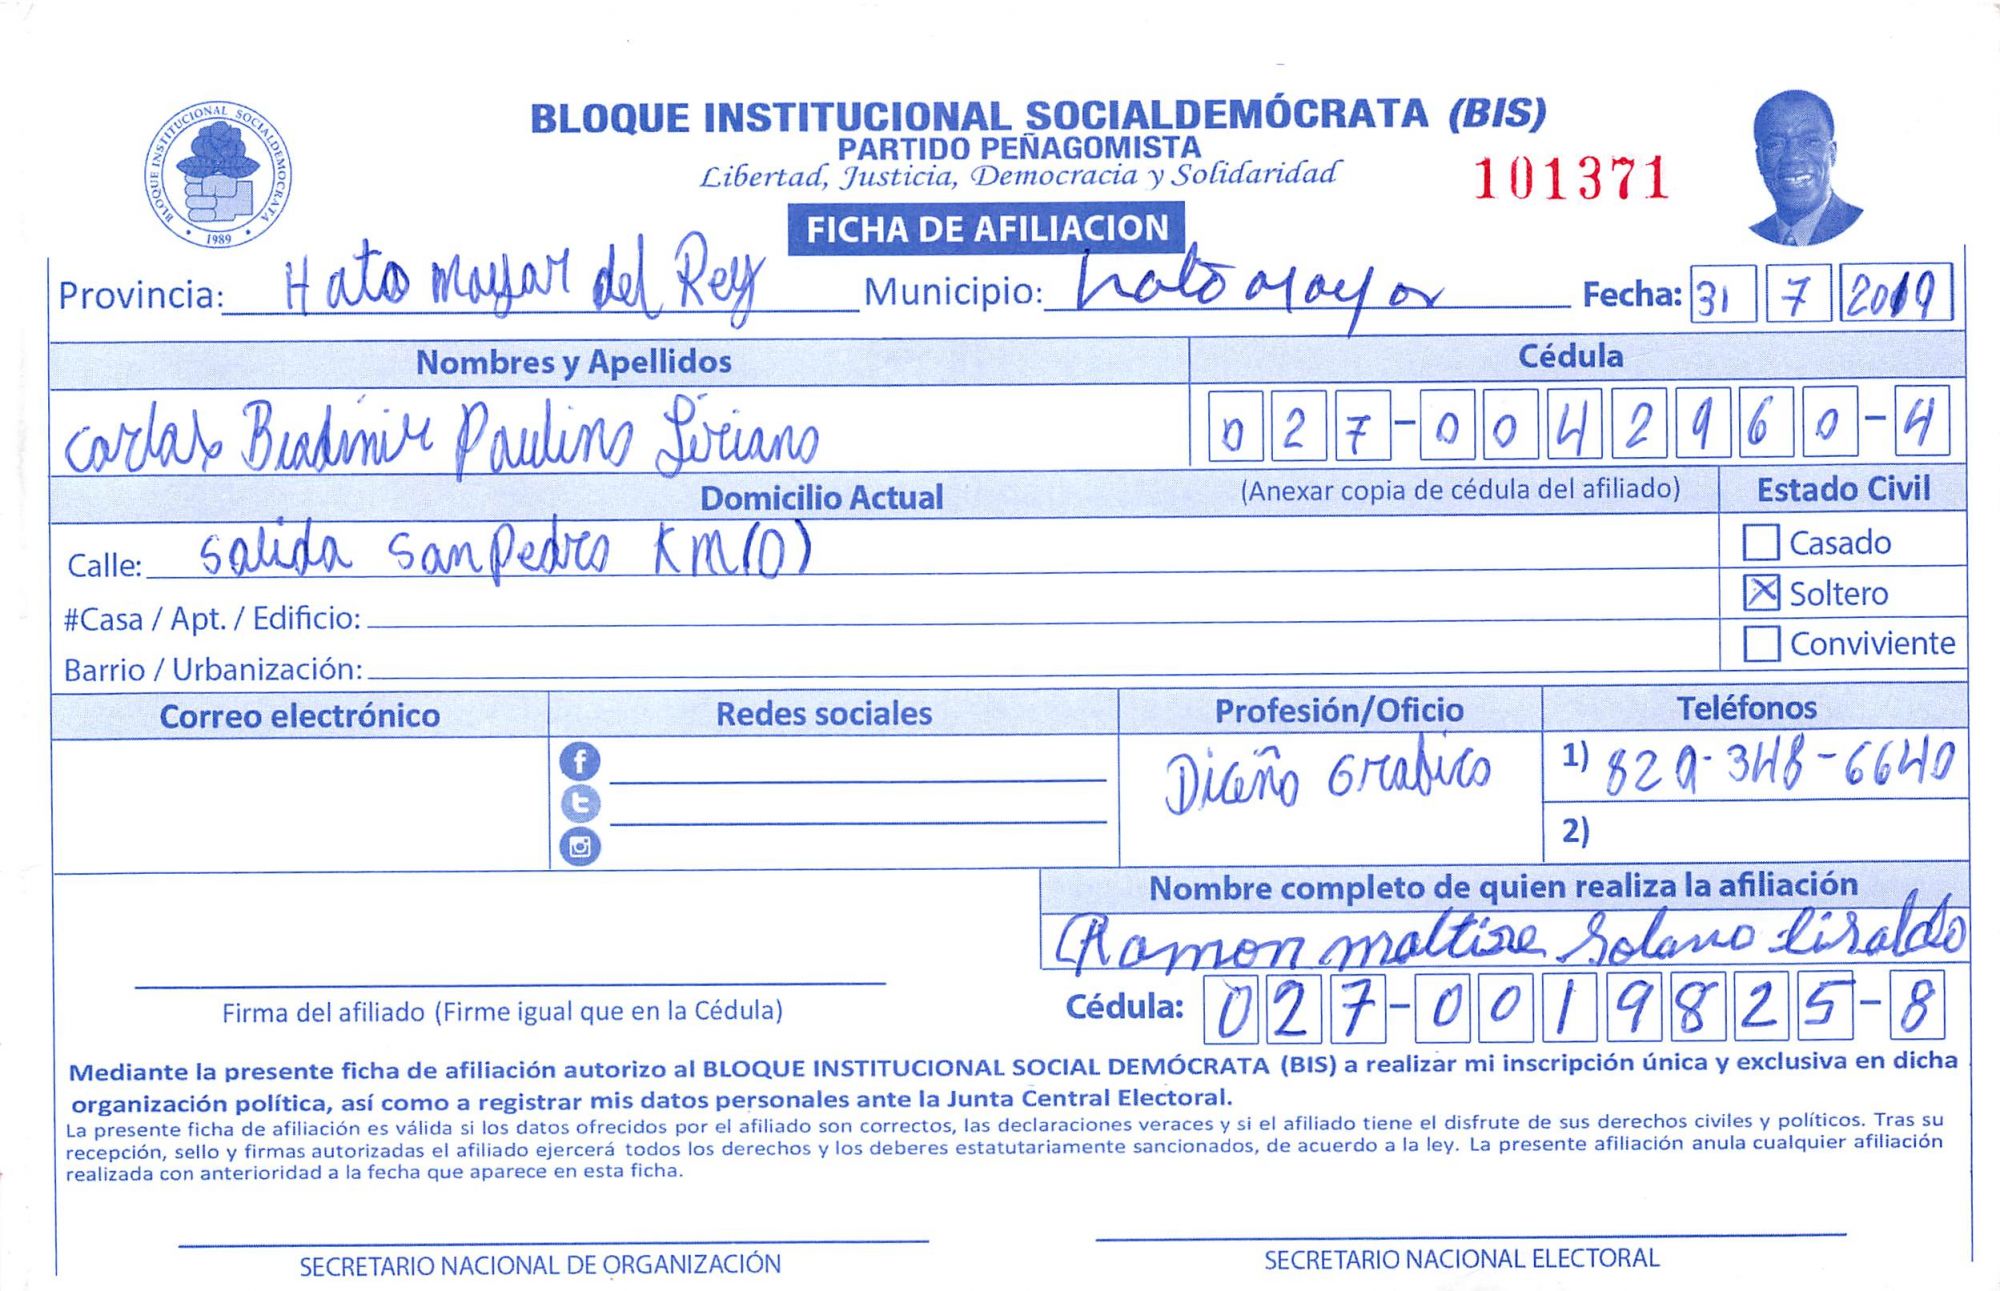 BLOQUE INSTITUCIONAL SOCIALDEMÓCRATA (BIS)
PARTIDO PEÑAGOMISTA
Libertad, Justicia, Democracia y Solidaridad
101371
BLOQUE INSTITUCIONAL SOCIALDEMOCRATA
1989
FICHA DE AFILIACION
Provincia: Hato mayor del Rey Municipio: hato mayor Fecha: 31 7 2019
Nombres y Apellidos Cédula
Carlos Bladimir Paulino Liriano 027-0042960-4
Domicilio Actual (Anexar copia de cédula del afiliado) Estado Civil
Calle: Salida San Pedro KM(0)
Casado
#Casa / Apt. / Edificio:
Soltero
Barrio / Urbanización:
Conviviente
Correo electrónico Redes sociales Profesión/Oficio Teléfonos
Diceño Grafico 1) 829-348-6640
2)
Nombre completo de quien realiza la afiliación
Ramon maltire Solano Lisaldo
Firma del afiliado (Firme igual que en la Cédula) Cédula: 027-0019825-8
Mediante la presente ficha de afiliación autorizo al BLOQUE INSTITUCIONAL SOCIAL DEMÓCRATA (BIS) a realizar mi inscripción única y exclusiva en dicha
organización política, así como a registrar mis datos personales ante la Junta Central Electoral.
La presente ficha de afiliación es válida si los datos ofrecidos por el afiliado son correctos, las declaraciones veraces y si el afiliado tiene el disfrute de sus derechos civiles y políticos. Tras su
recepción, sello y firmas autorizadas el afiliado ejercerá todos los derechos y los deberes estatutariamente sancionados, de acuerdo a la ley. La presente afiliación anula cualquier afiliación
realizada con anterioridad a la fecha que aparece en esta ficha.
SECRETARIO NACIONAL DE ORGANIZACIÓN SECRETARIO NACIONAL ELECTORAL